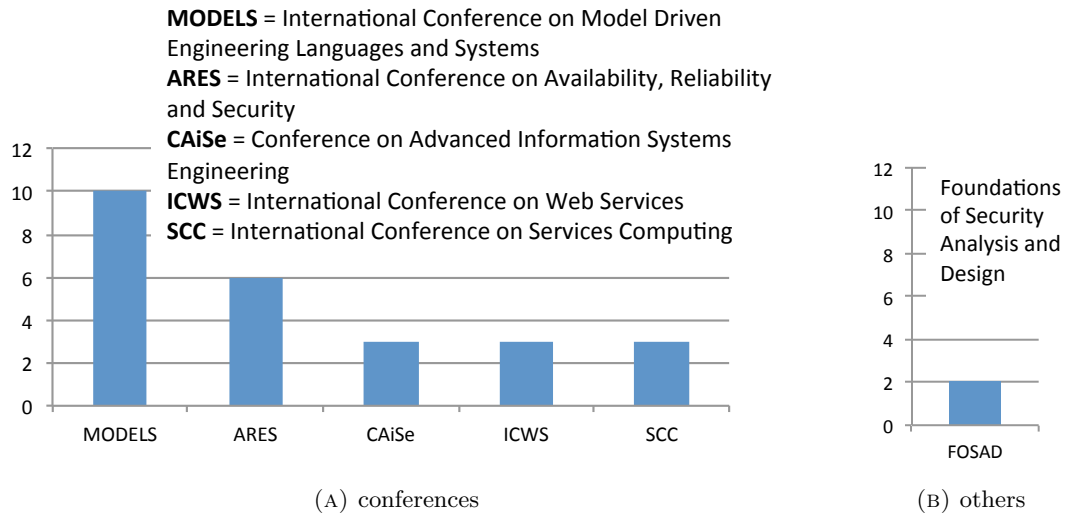 MODELS = International Conference on Model Driven
Engineering Languages and Systems
ARES = International Conference on Availability, Reliability
and Security
CAiSe = Conference on Advanced Information Systems
Engineering
ICWS = International Conference on Web Services
SCC = International Conference on Services Computing
12
10
8
6
4
2
0
MODELS ARES CAiSe ICWS SCC
(A) conferences
Foundations
of Security
Analysis and
Design
12
10
8
6
4
2
0
FOSAD
(B) others